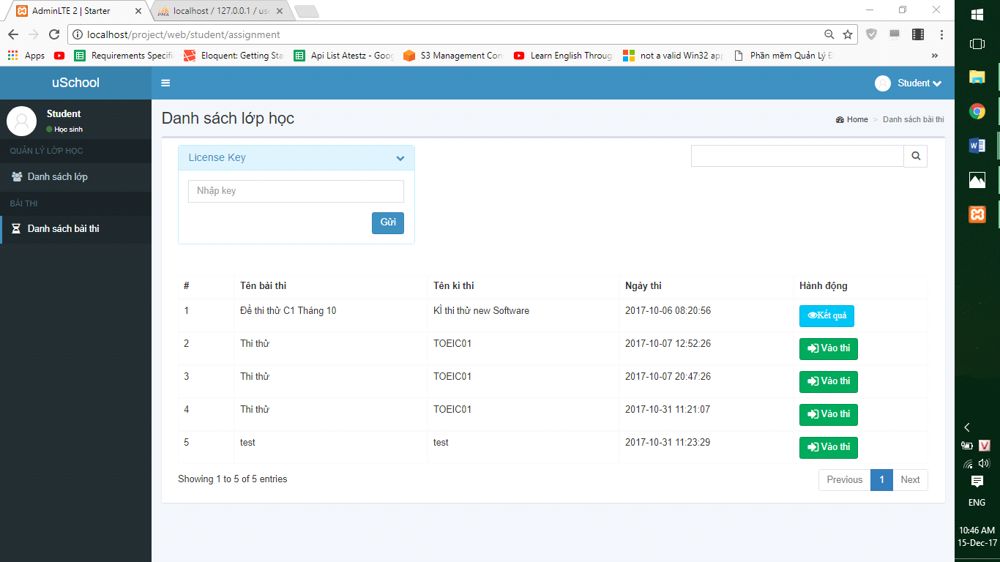 AdminLTE 2 | Starter
localhost / 127.0.0.1 / us
localhost/project/web/student/assignment
Apps
Requirements Specifi
Eloquent: Getting Sta
Api List Atestz - Goog
S3 Management Con
Learn English Throug
not a valid Win32 app
Phần mềm Quản Lý Đ
»
uSchool
Student
Student
Học sinh
QUẢN LÝ LỚP HỌC
Danh sách lớp
BÀI THI
Danh sách bài thi
Danh sách lớp học
Home > Danh sách bài thi
License Key
Nhập key
Gửi
# Tên bài thi Tên kì thi Ngày thi Hành động
1 Đề thi thử C1 Tháng 10 KÌ thi thử new Software 2017-10-06 08:20:56 Kết quả
2 Thi thử TOEIC01 2017-10-07 12:52:26 Vào thi
3 Thi thử TOEIC01 2017-10-07 20:47:26 Vào thi
4 Thi thử TOEIC01 2017-10-31 11:21:07 Vào thi
5 test test 2017-10-31 11:23:29 Vào thi
Showing 1 to 5 of 5 entries
Previous 1 Next
ENG
10:46 AM
15-Dec-17